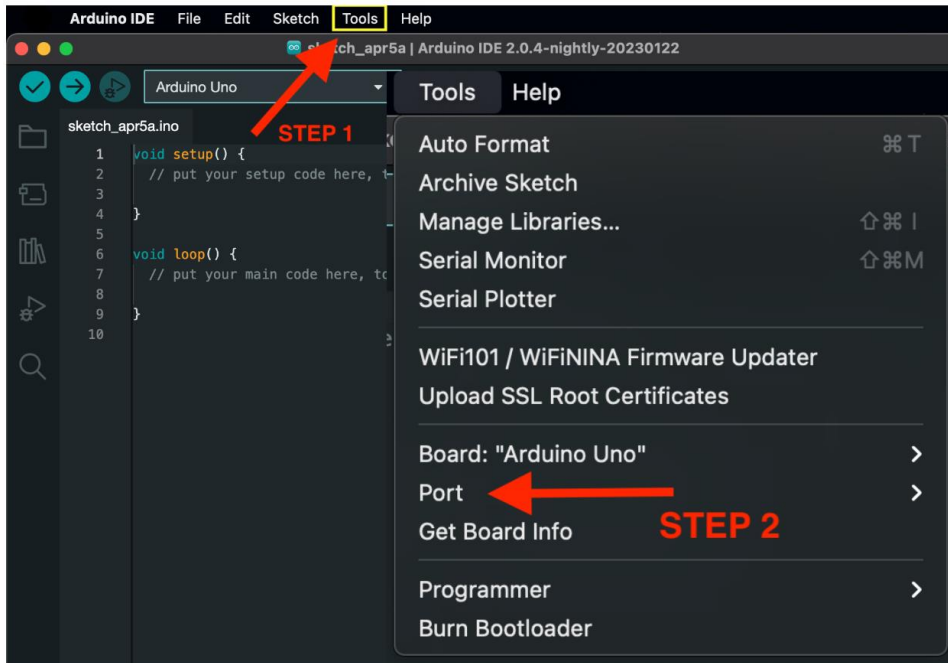 Arduino IDE File Edit Sketch Tools Help
sketch_apr5a | Arduino IDE 2.0.4-nightly-20230122
Arduino Uno
sketch_apr5a.ino
STEP 1
1 void setup() {
2 // put your setup code here,
3
4 }
5
6 void loop() {
7 // put your main code here,
8
9 }
10
Tools Help
Auto Format ⌘ T
Archive Sketch
Manage Libraries... ⇧ ⌘ I
Serial Monitor ⇧ ⌘ M
Serial Plotter
WiFi101 / WiFiNINA Firmware Updater
Upload SSL Root Certificates
Board: "Arduino Uno"
Port
STEP 2
Get Board Info
Programmer
Burn Bootloader